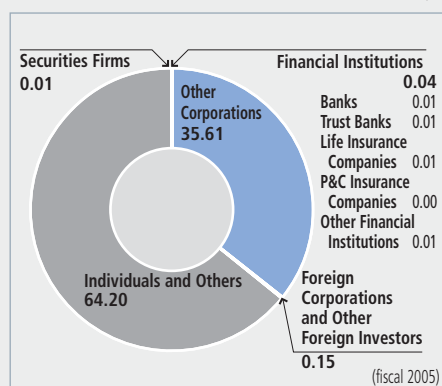 Securities Firms
0.01
Financial Institutions
0.04
Banks 0.01
Trust Banks 0.01
Life Insurance
Companies 0.01
P&C Insurance
Companies 0.00
Other Financial
Institutions 0.01
Other
Corporations
35.61
Individuals and Others
64.20
Foreign
Corporations
and Other
Foreign Investors
0.15
(fiscal 2005)